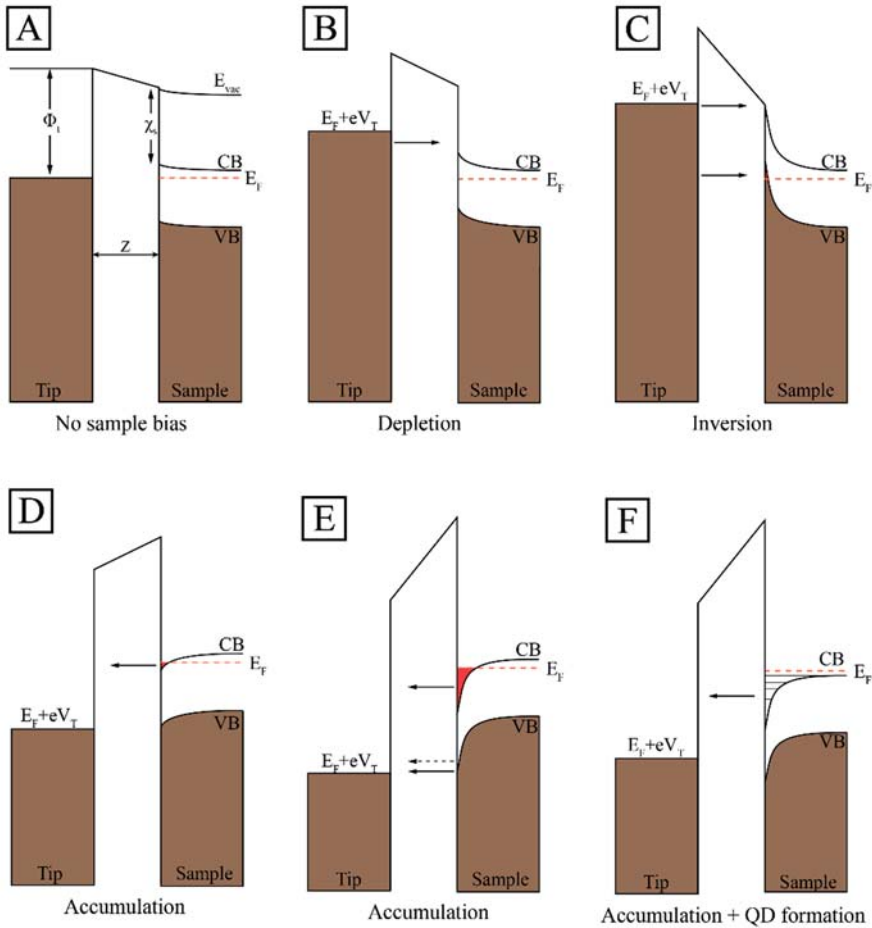 A
Φt
Z
Evac
χs
CB
EF
VB
Tip
Sample
No sample bias
B
EF+eVT
CB
EF
VB
Tip
Sample
Depletion
C
EF+eVT
CB
EF
VB
Tip
Sample
Inversion
D
CB
EF
EF+eVT
VB
Tip
Sample
Accumulation
E
CB
EF
EF+eVT
VB
Tip
Sample
Accumulation
F
CB
EF
EF+eVT
VB
Tip
Sample
Accumulation + QD formation